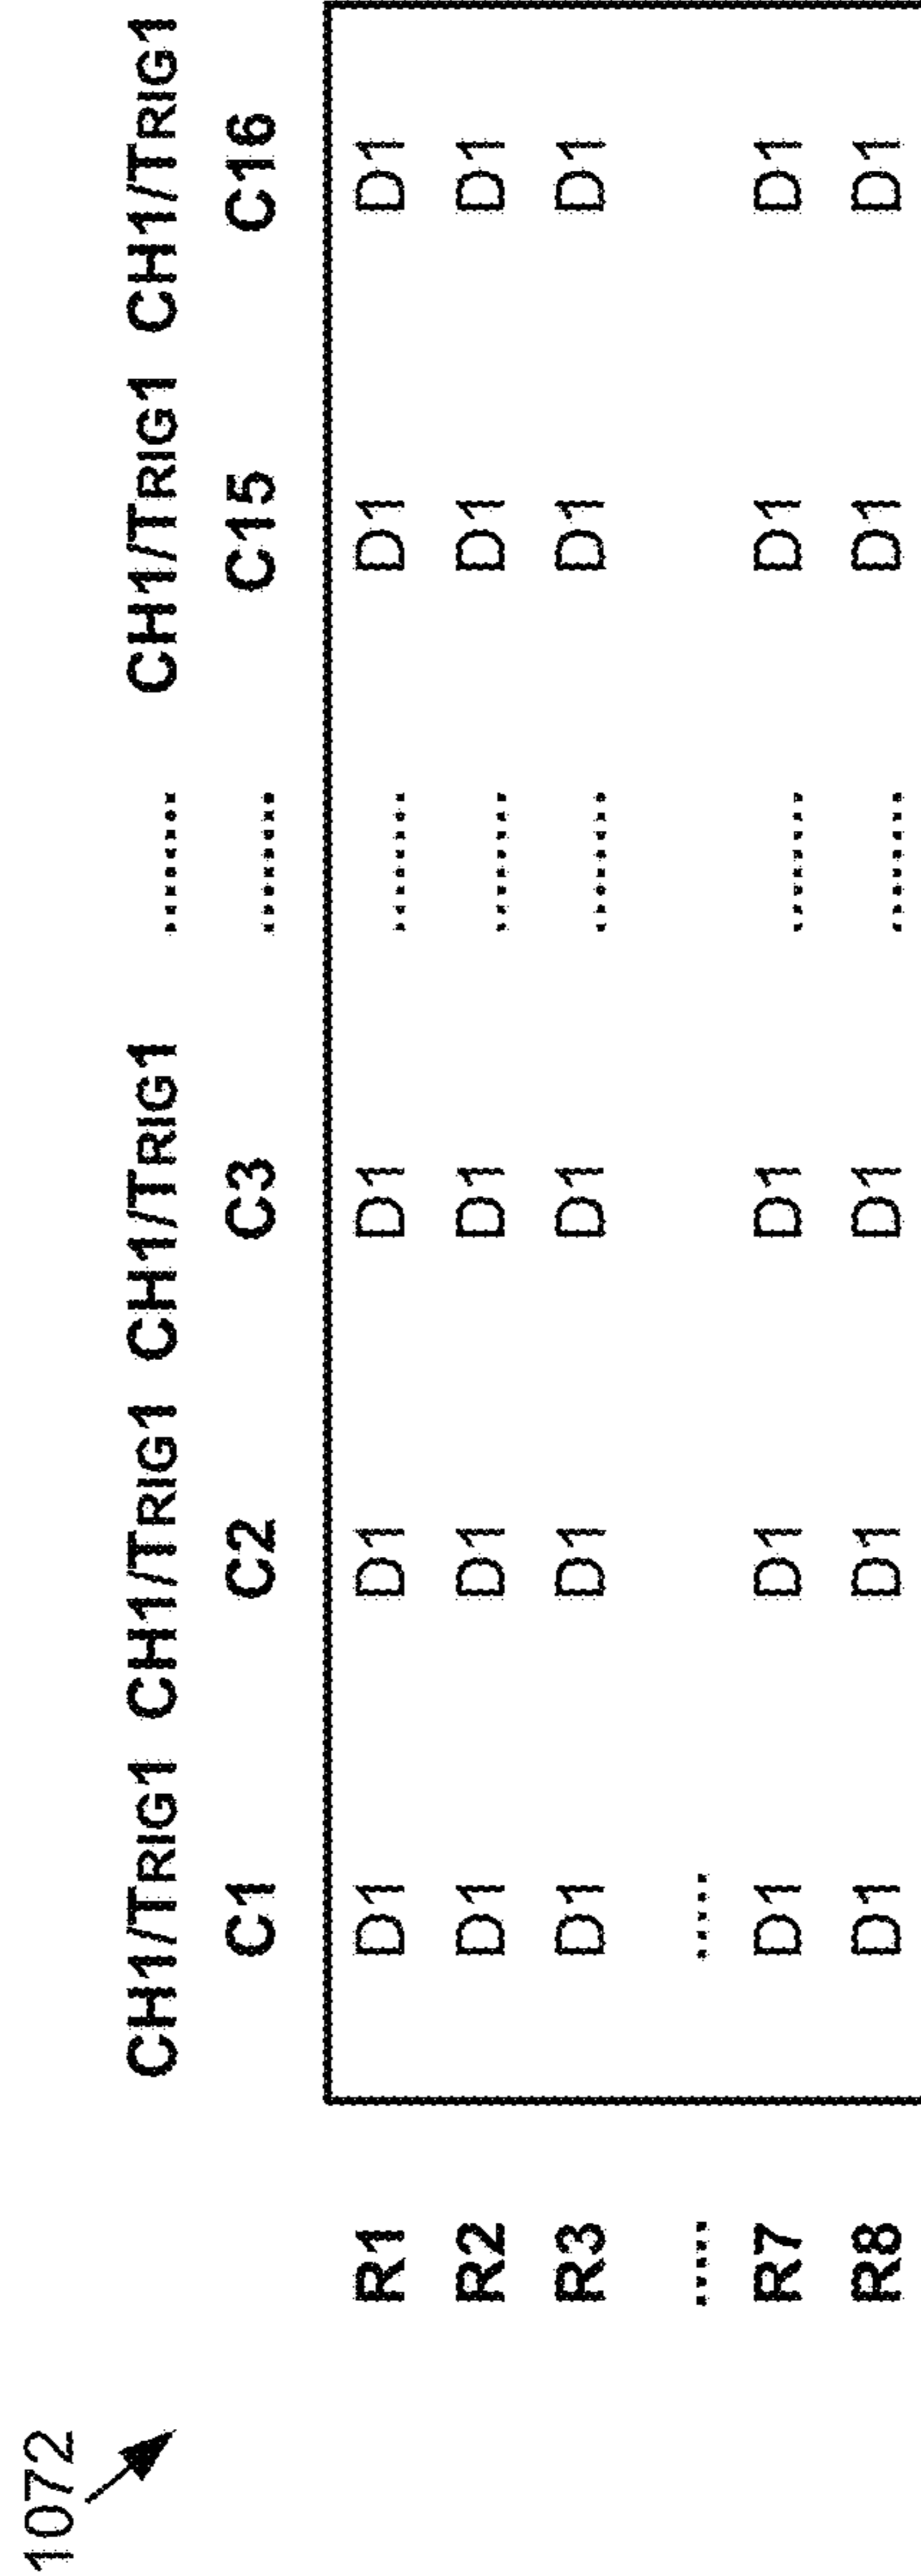 1072
CH1/TRIG1 CH1/TRIG1 CH1/TRIG1 ....... CH1/TRIG1 CH1/TRIG1
C1 C2 C3 ....... C15 C16
R1 D1 D1 D1 ....... D1 D1
R2 D1 D1 D1 ....... D1 D1
R3 D1 D1 D1 ....... D1 D1
..... .....
R7 D1 D1 D1 ....... D1 D1
R8 D1 D1 D1 ....... D1 D1